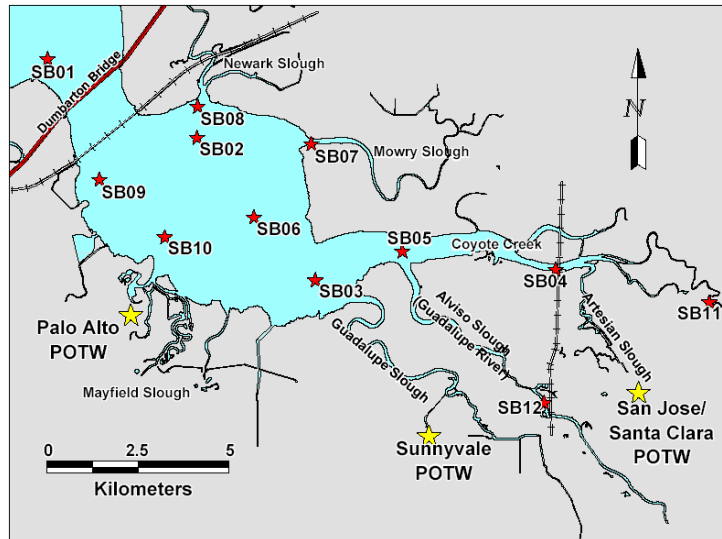 SB01
Dumbarton Bridge
Newark Slough
SB08
SB02
SB07
Mowry Slough
N
SB09
SB06
SB10
SB05
Coyote Creek
SB04
SB03
SB11
Alviso Slough
(Guadalupe River)
Artesian Slough
Guadalupe Slough
Palo Alto
POTW
Mayfield Slough
SB12
San Jose/
Santa Clara
POTW
Sunnyvale
POTW
0 2.5 5
Kilometers